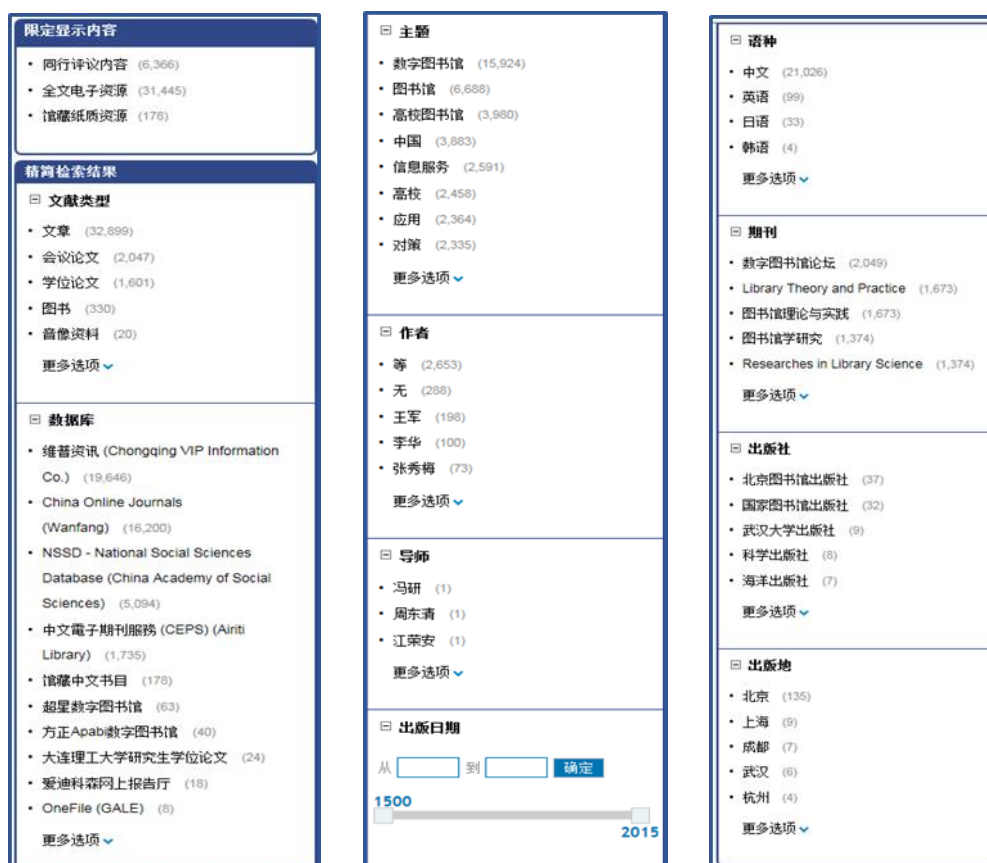 限定显示内容
• 同行评议内容 (6,366)
• 全文电子资源 (31,445)
• 馆藏纸质资源 (178)
精简检索结果
文献类型
• 文章 (32,899)
• 会议论文 (2,047)
• 学位论文 (1,601)
• 图书 (330)
• 音像资料 (20)
更多选项
数据库
• 维普资讯 (Chongqing VIP Information
Co.) (19,646)
• China Online Journals
(Wanfang) (16,200)
• NSSD - National Social Sciences
Database (China Academy of Social
Sciences) (5,094)
• 中文電子期刊服務 (CEPS) (Airiti
Library) (1,735)
• 馆藏中文书目 (178)
• 超星数字图书馆 (63)
• 方正Apabi数字图书馆 (40)
• 大连理工大学研究生学位论文 (24)
• 爱迪科森网上报告厅 (18)
• OneFile (GALE) (8)
更多选项
主题
• 数字图书馆 (15,924)
• 图书馆 (6,688)
• 高校图书馆 (3,980)
• 中国 (3,883)
• 信息服务 (2,591)
• 高校 (2,458)
• 应用 (2,364)
• 对策 (2,335)
更多选项
作者
• 等 (2,653)
• 无 (288)
• 王军 (198)
• 李华 (100)
• 张秀梅 (73)
更多选项
导师
• 冯研 (1)
• 周东清 (1)
• 江荣安 (1)
更多选项
出版日期
从 到 确定
1500
2015
语种
• 中文 (21,026)
• 英语 (99)
• 日语 (33)
• 韩语 (4)
更多选项
期刊
• 数字图书馆论坛 (2,049)
• Library Theory and Practice (1,673)
• 图书馆理论与实践 (1,673)
• 图书馆学研究 (1,374)
• Researches in Library Science (1,374)
更多选项
出版社
• 北京图书馆出版社 (37)
• 国家图书馆出版社 (32)
• 武汉大学出版社 (9)
• 科学出版社 (8)
• 海洋出版社 (7)
更多选项
出版地
• 北京 (135)
• 上海 (9)
• 成都 (7)
• 武汉 (6)
• 杭州 (4)
更多选项